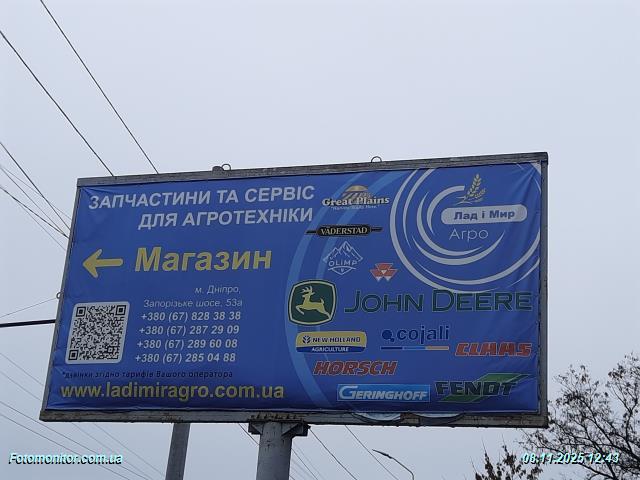 ЗАПЧАСТИНИ ТА СЕРВІС
ДЛЯ АГРОТЕХНІКИ
Магазин
м. Дніпро,
Запорізьке шосе, 53а
+380 (67) 828 38 38
+380 (67) 287 29 09
+380 (67) 289 60 08
+380 (67) 285 04 88
*дзвінки згідно тарифів Вашого оператора
www.ladimiragro.com.ua
Great Plains
VÄDERSTAD
OLIMP
Лад і Мир
Агро
JOHN DEERE
NEW HOLLAND
AGRICULTURE
cojali
CLAAS
HORSCH
GERINGHOFF
FENDT
Fotomonitor.com.ua
08.11.2025 12:43